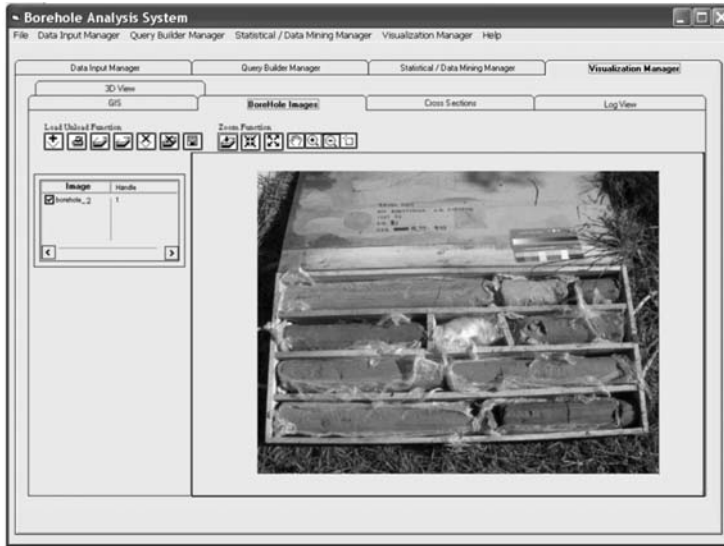 Borehole Analysis System
File Data Input Manager Query Builder Manager Statistical / Data Mining Manager Visualization Manager Help
Data Input Manager Query Builder Manager Statistical / Data Mining Manager Visualization Manager
3D View
GIS BoreHole Images Cross Sections Log View
Load Unload Function Zoom Function
Image Handle
borehole_2 1